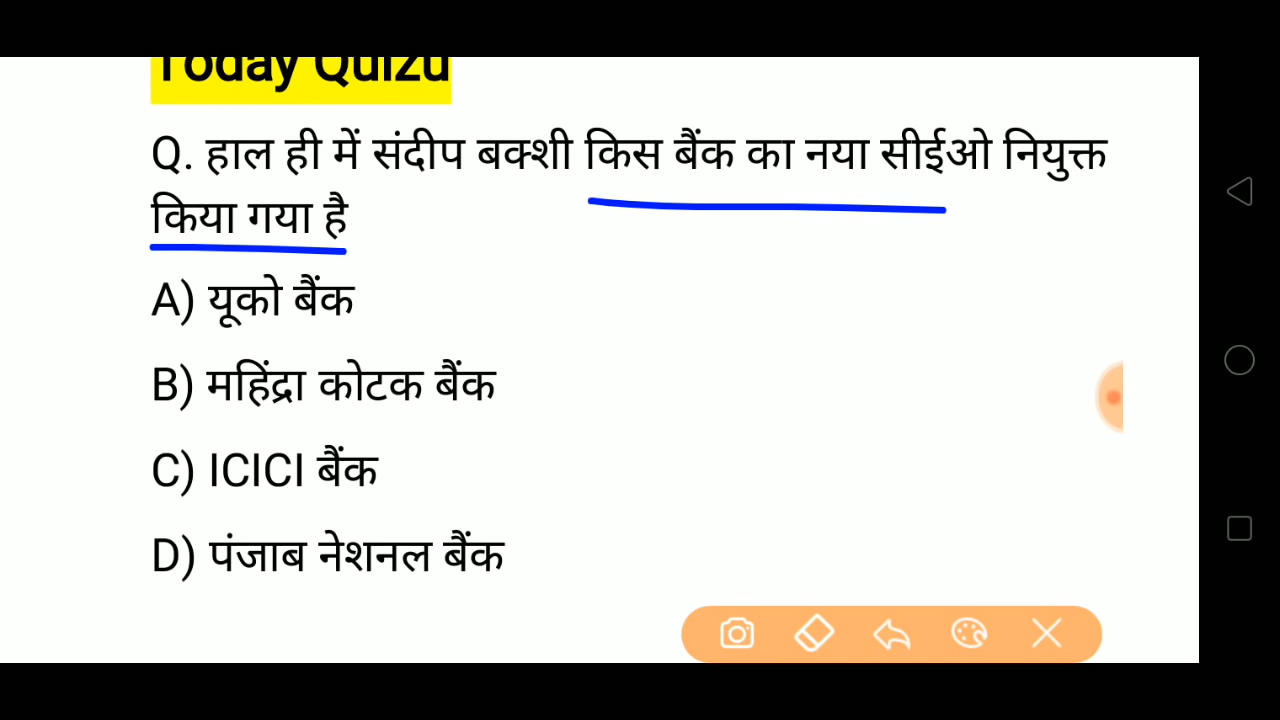 Today Quizu
Q. हाल ही में संदीप बक्शी किस बैंक का नया सीईओ नियुक्त
किया गया है
A) यूको बैंक
B) महिंद्रा कोटक बैंक
C) ICICI बैंक
D) पंजाब नेशनल बैंक